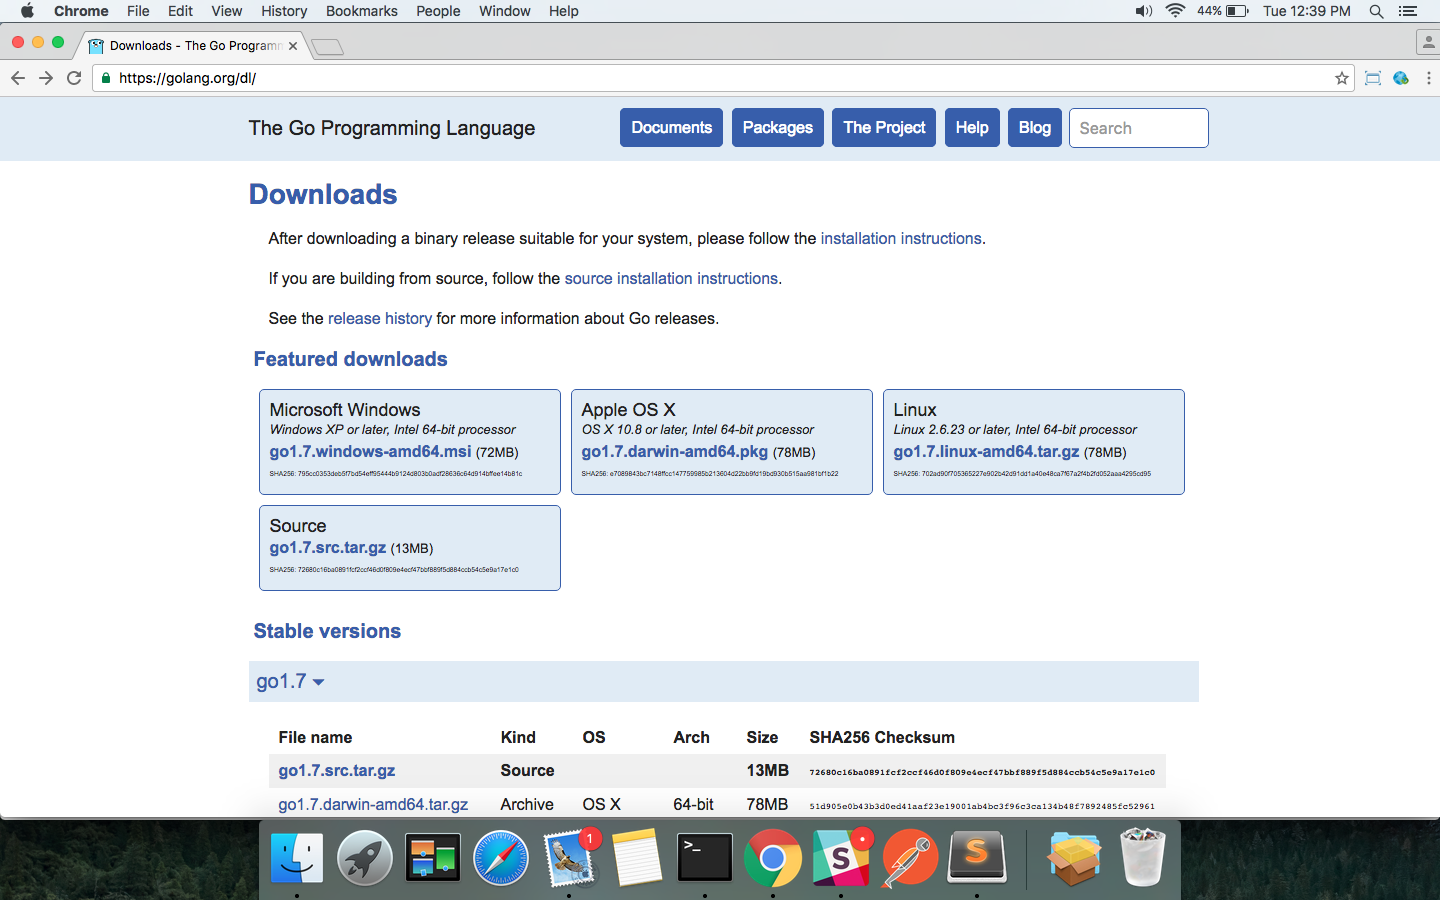 Chrome File Edit View History Bookmarks People Window Help 44% Tue 12:39 PM
Downloads - The Go Programm
https://golang.org/dl/
The Go Programming Language Documents Packages The Project Help Blog Search
Downloads
After downloading a binary release suitable for your system, please follow the installation instructions.
If you are building from source, follow the source installation instructions.
See the release history for more information about Go releases.
Featured downloads
Microsoft Windows
Windows XP or later, Intel 64-bit processor
go1.7.windows-amd64.msi (72MB)
SHA256:
Apple OS X
OS X 10.8 or later, Intel 64-bit processor
go1.7.darwin-amd64.pkg (78MB)
SHA256:
Linux
Linux 2.6.23 or later, Intel 64-bit processor
go1.7.linux-amd64.tar.gz (78MB)
SHA256:
Source
go1.7.src.tar.gz (13MB)
SHA256: 72680c16ba0891fcf2ccf46d0f809e4ecf47bbf889f5d884ccb54c5e9a17e1c0
Stable versions
go1.7
File name Kind OS Arch Size SHA256 Checksum
go1.7.src.tar.gz Source 13MB 72680c16ba0891fcf2ccf46d0f809e4ecf47bbf889f5d884ccb54c5e9a17e1c0
go1.7.darwin-amd64.tar.gz Archive OS X 64-bit 78MB 51d905e0b43b3d0ed41aaf23e19001ab4bc3f96c3ca134b48f7892485fc52961
1
>_
S
S